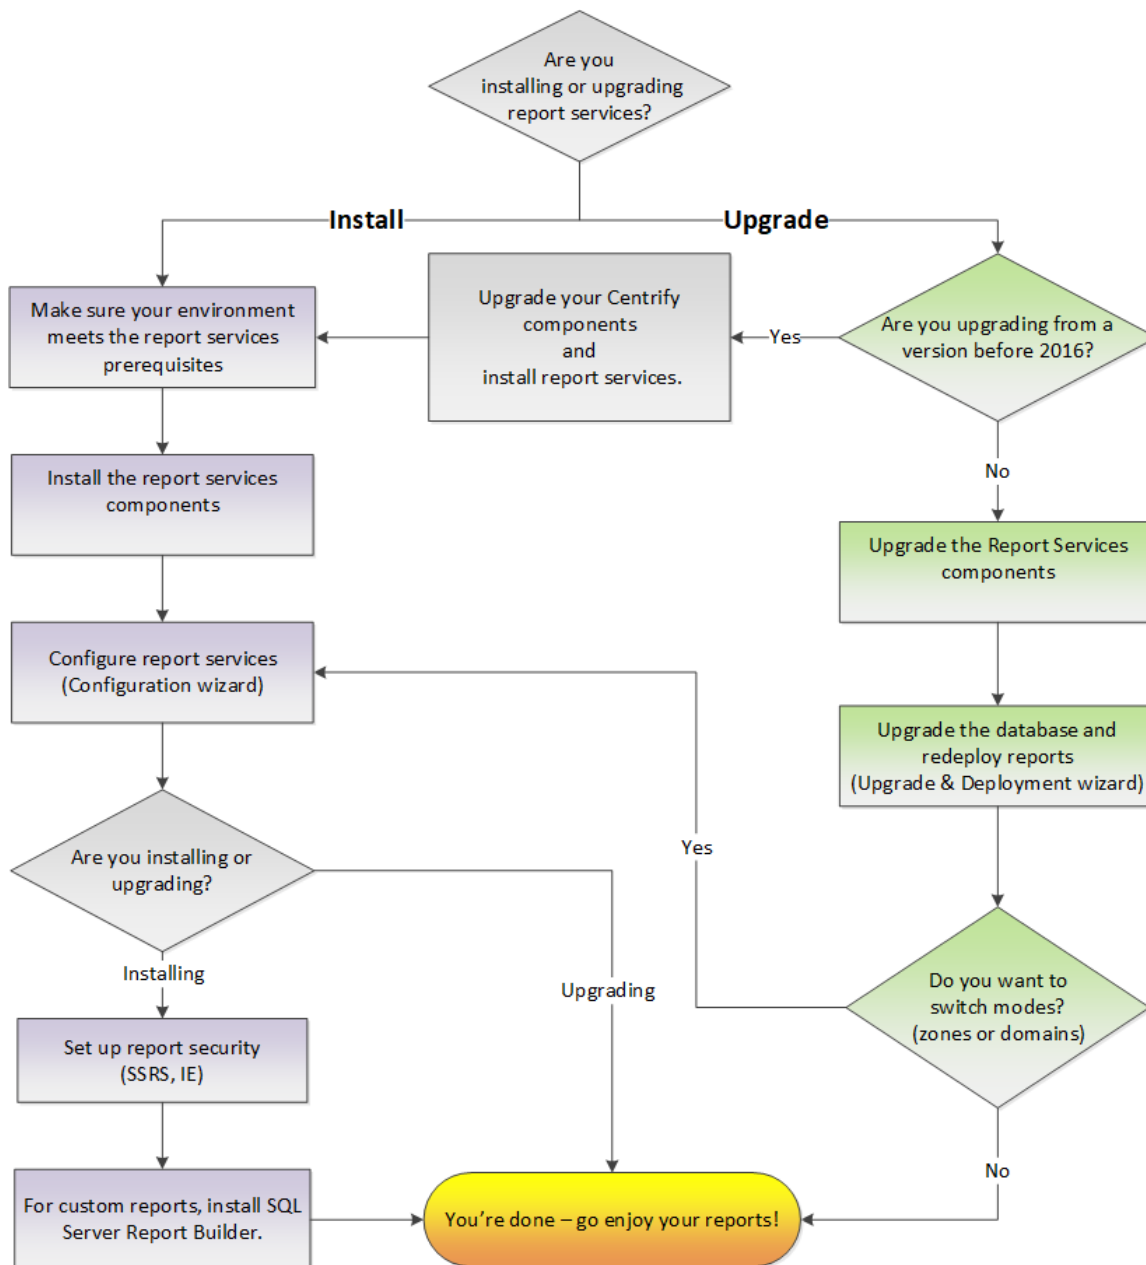 Are you
installing or upgrading
report services?
Install
Upgrade
Make sure your environment
meets the report services
prerequisites
Upgrade your Centrify
components
and
install report services.
Yes
Are you upgrading from a
version before 2016?
No
Install the report services
components
Upgrade the Report Services
components
Configure report services
(Configuration wizard)
Upgrade the database and
redeploy reports
(Upgrade & Deployment wizard)
Yes
Are you installing or
upgrading?
Installing
Upgrading
Do you want to
switch modes?
(zones or domains)
Set up report security
(SSRS, IE)
No
For custom reports, install SQL
Server Report Builder.
You're done – go enjoy your reports!